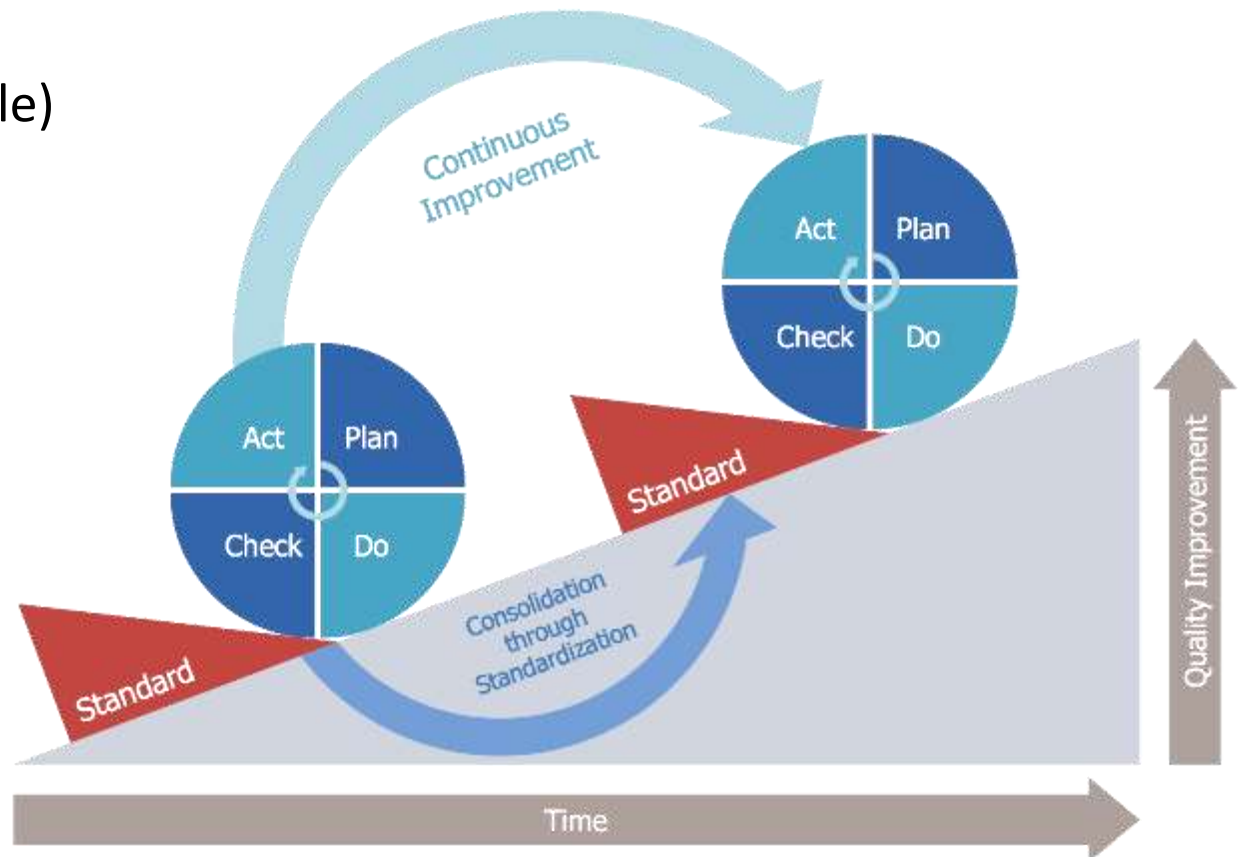 le)
Continuous
Improvement
Act
Plan
Check
Do
Act
Plan
Check
Do
Standard
Standard
Consolidation
through
Standardization
Quality Improvement
Time